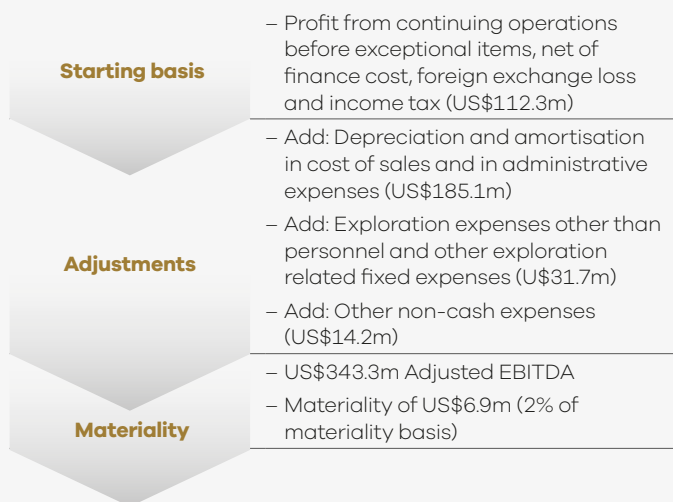 Starting basis
– Profit from continuing operations
before exceptional items, net of
finance cost, foreign exchange loss
and income tax (US$112.3m)
Adjustments
– Add: Depreciation and amortisation
in cost of sales and in administrative
expenses (US$185.1m)
– Add: Exploration expenses other than
personnel and other exploration
related fixed expenses (U$31.7m)
– Add: Other non-cash expenses
(US$14.2m)
Materiality
– US$343.3m Adjusted EBITDA
– Materiality of US$6.9m (2% of
materiality basis)